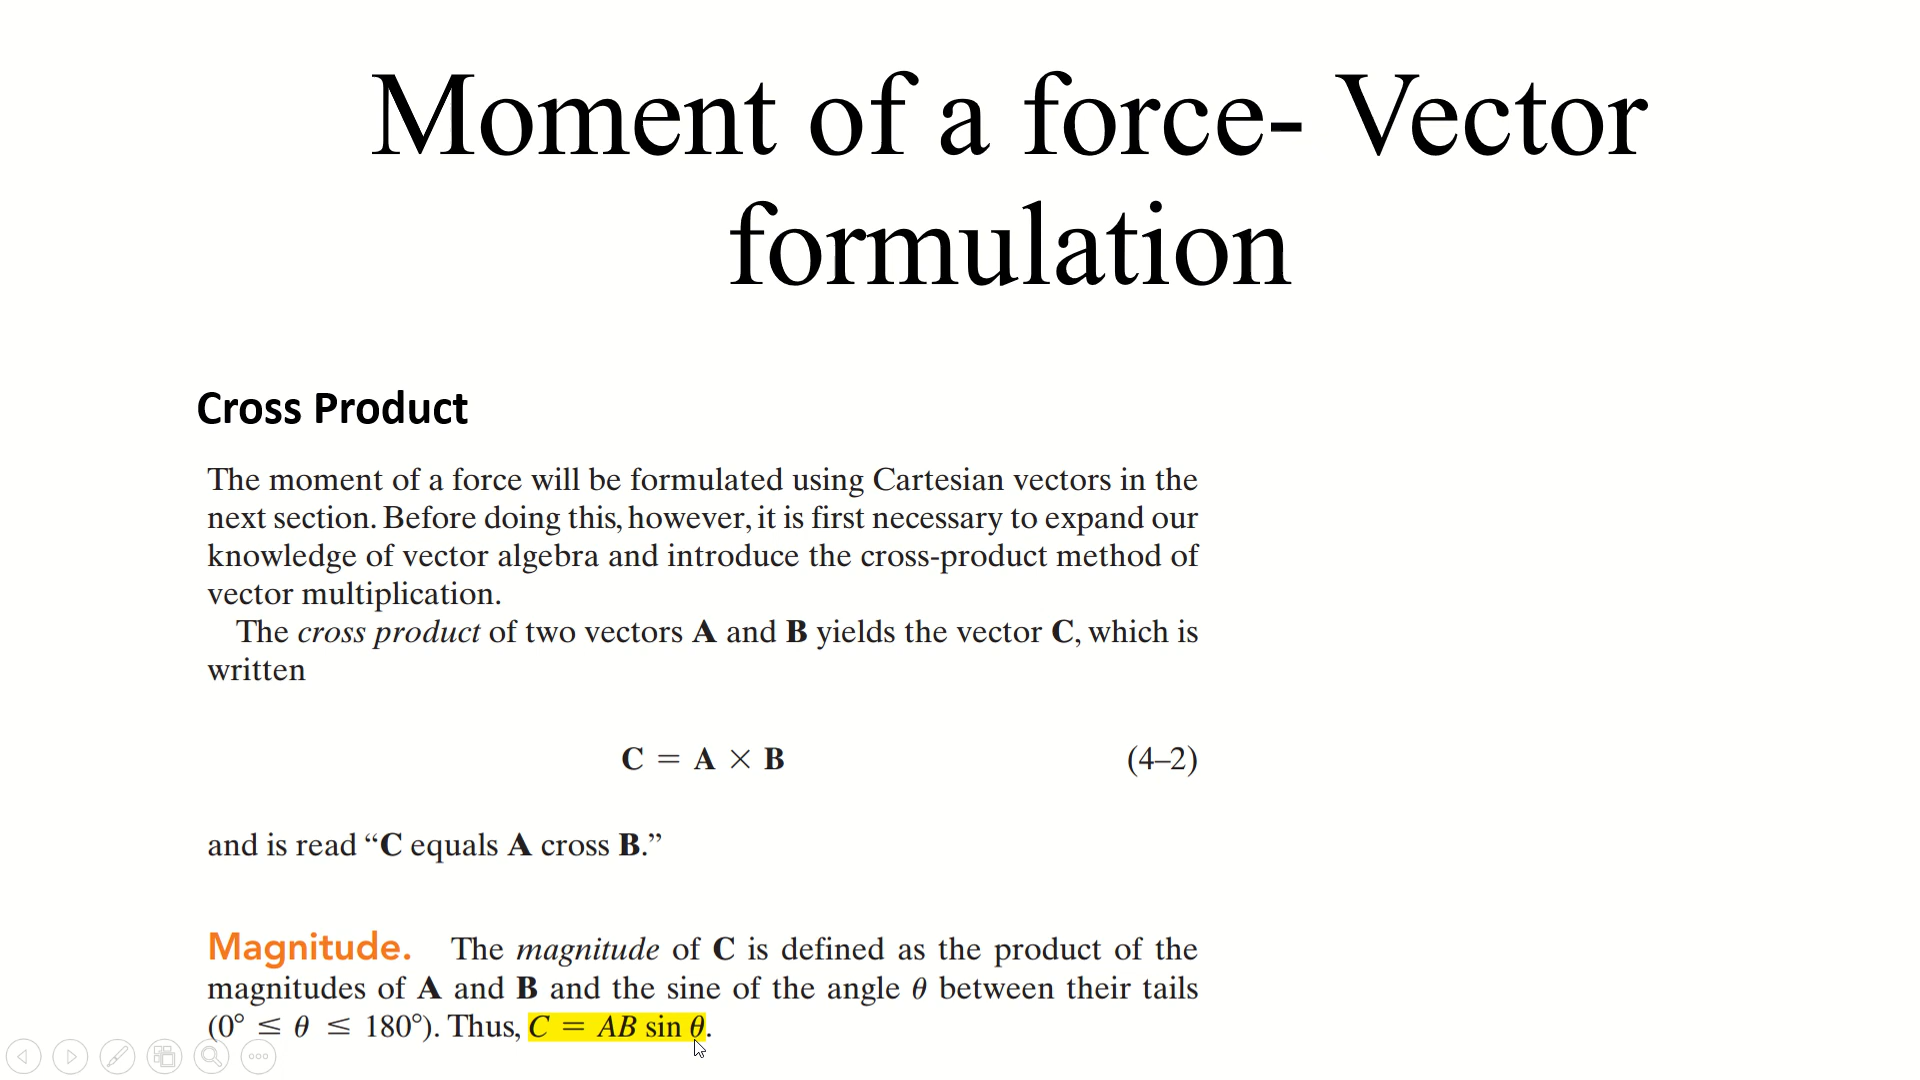 Moment of a force- Vector
formulation
Cross Product
The moment of a force will be formulated using Cartesian vectors in the
next section. Before doing this, however, it is first necessary to expand our
knowledge of vector algebra and introduce the cross-product method of
vector multiplication.
The cross product of two vectors A and B yields the vector C, which is
written
C = A × B (4–2)
and is read “C equals A cross B.”
Magnitude. The magnitude of C is defined as the product of the
magnitudes of A and B and the sine of the angle θ between their tails
(0° ≤ θ ≤ 180°). Thus, C = AB sin θ.